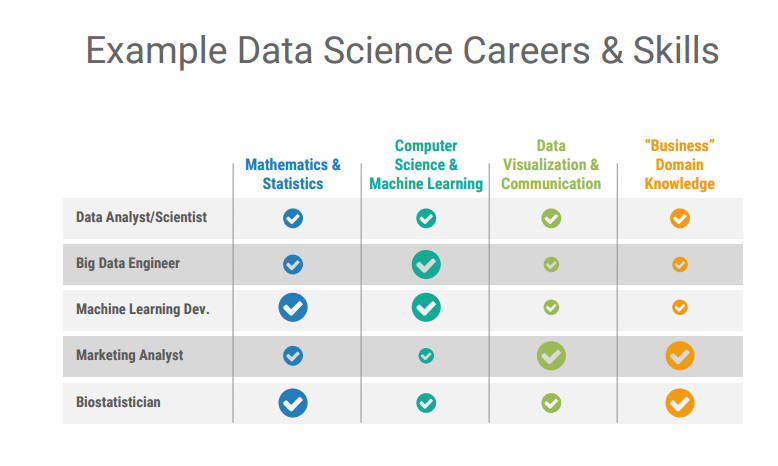 Example Data Science Careers & Skills
Mathematics &
Statistics
Computer
Science &
Machine Learning
Data
Visualization &
Communication
“Business”
Domain
Knowledge
Data Analyst/Scientist
Big Data Engineer
Machine Learning Dev.
Marketing Analyst
Biostatistician